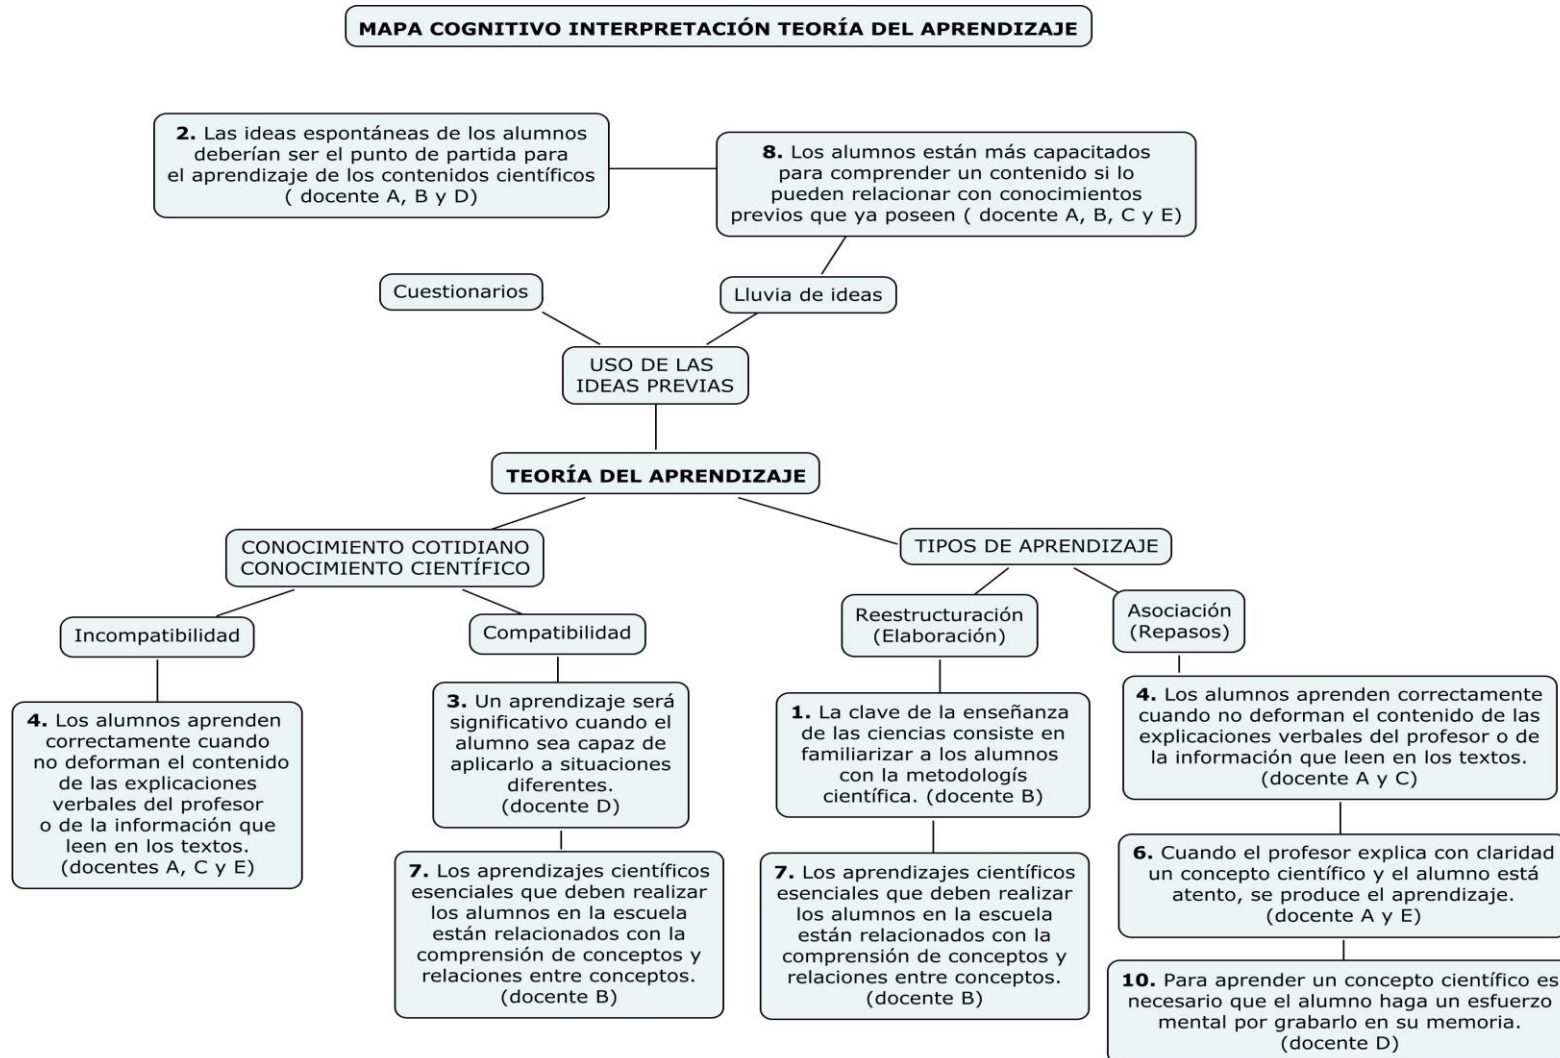 MAPA COGNITIVO INTERPRETACIÓN TEORÍA DEL APRENDIZAJE
2. Las ideas espontáneas de los alumnos
deberían ser el punto de partida para
el aprendizaje de los contenidos científicos
( docente A, B y D)
8. Los alumnos están más capacitados
para comprender un contenido si lo
pueden relacionar con conocimientos
previos que ya poseen ( docente A, B, C y E)
Cuestionarios
Lluvia de ideas
USO DE LAS
IDEAS PREVIAS
TEORÍA DEL APRENDIZAJE
CONOCIMIENTO COTIDIANO
CONOCIMIENTO CIENTÍFICO
TIPOS DE APRENDIZAJE
Incompatibilidad
Compatibilidad
Reestructuración
(Elaboración)
Asociación
(Repasos)
4. Los alumnos aprenden
correctamente cuando
no deforman el contenido
de las explicaciones
verbales del profesor
o de la información que
leen en los textos.
(docentes A, C y E)
3. Un aprendizaje será
significativo cuando el
alumno sea capaz de
aplicarlo a situaciones
diferentes.
(docente D)
7. Los aprendizajes científicos
esenciales que deben realizar
los alumnos en la escuela
están relacionados con la
comprensión de conceptos y
relaciones entre conceptos.
(docente B)
1. La clave de la enseñanza
de las ciencias consiste en
familiarizar a los alumnos
con la metodologís
científica. (docente B)
7. Los aprendizajes científicos
esenciales que deben realizar
los alumnos en la escuela
están relacionados con la
comprensión de conceptos y
relaciones entre conceptos.
(docente B)
4. Los alumnos aprenden correctamente
cuando no deforman el contenido de las
explicaciones verbales del profesor o de
la información que leen en los textos.
(docente A y C)
6. Cuando el profesor explica con claridad
un concepto científico y el alumno está
atento, se produce el aprendizaje.
(docente A y E)
10. Para aprender un concepto científico es
necesario que el alumno haga un esfuerzo
mental por grabarlo en su memoria.
(docente D)